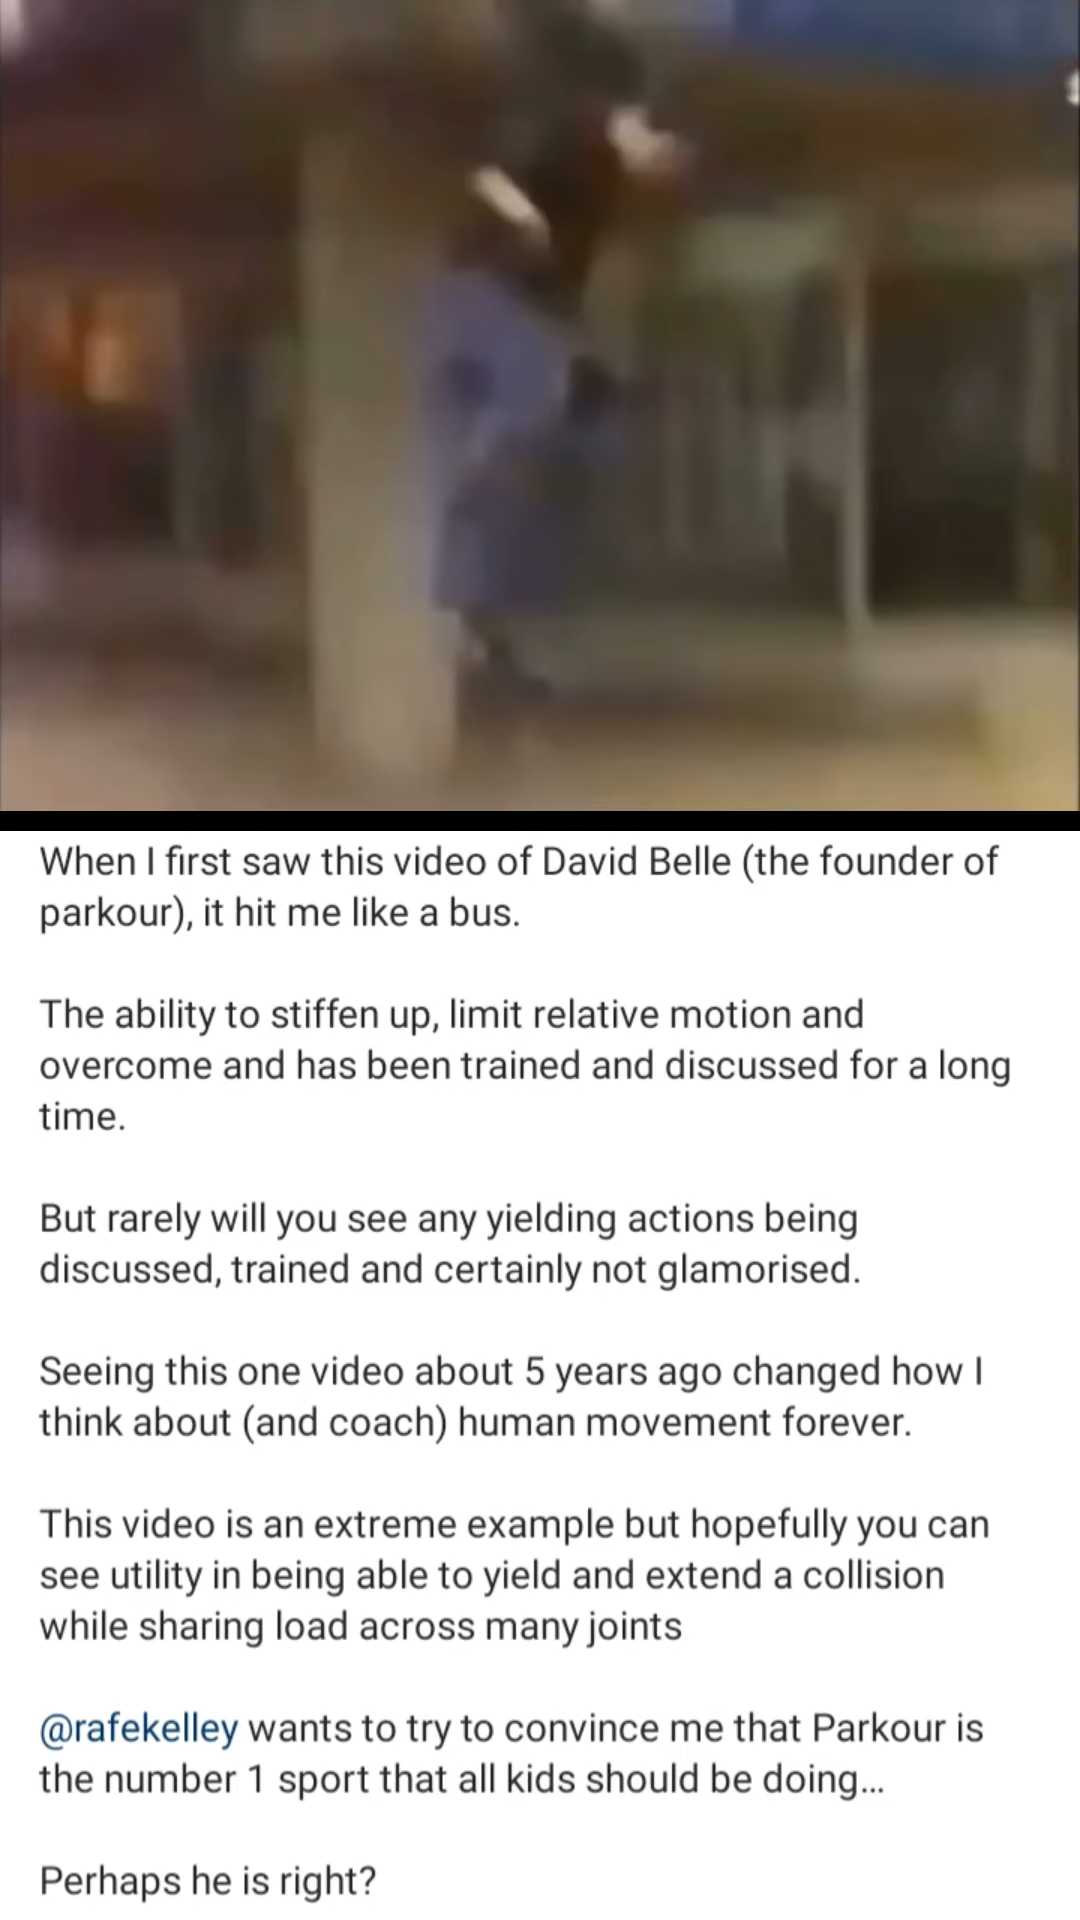 When I first saw this video of David Belle (the founder of
parkour), it hit me like a bus.
The ability to stiffen up, limit relative motion and
overcome and has been trained and discussed for a long
time.
But rarely will you see any yielding actions being
discussed, trained and certainly not glamorised.
Seeing this one video about 5 years ago changed how I
think about (and coach) human movement forever.
This video is an extreme example but hopefully you can
see utility in being able to yield and extend a collision
while sharing load across many joints
@rafekelley wants to try to convince me that Parkour is
the number 1 sport that all kids should be doing...
Perhaps he is right?